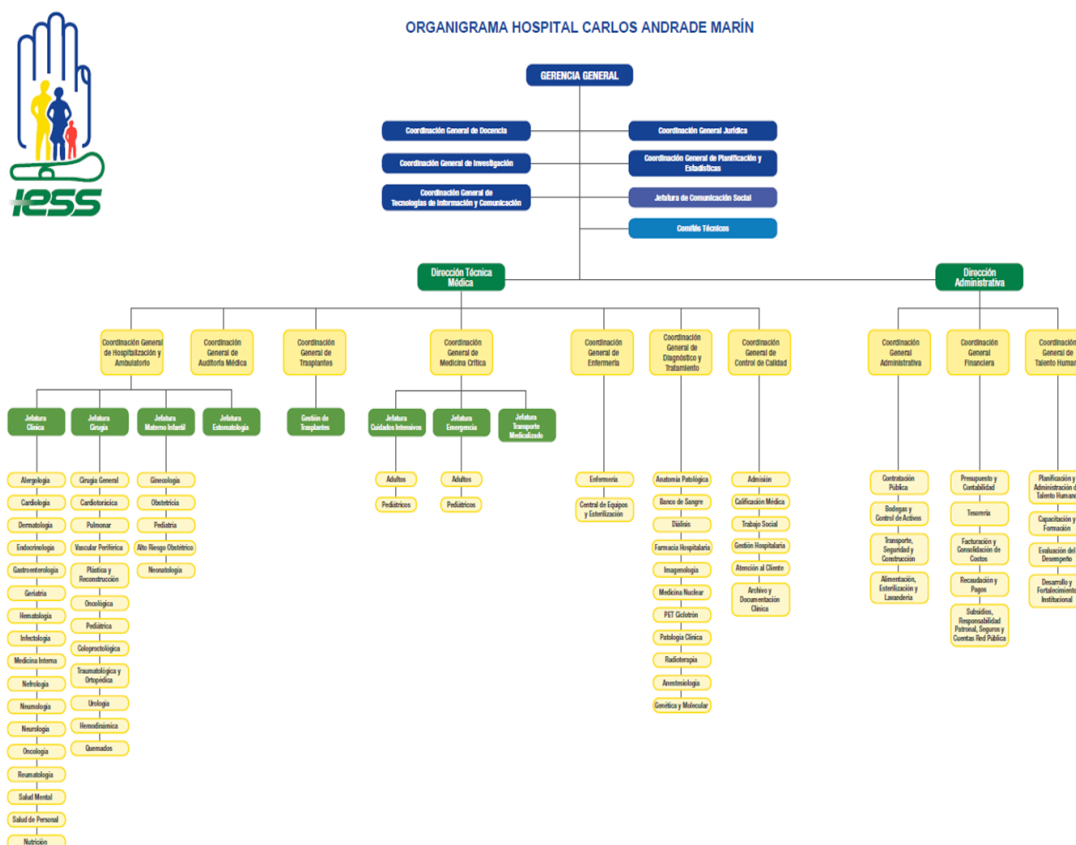 ORGANIGRAMA HOSPITAL CARLOS ANDRADE MARÍN
iess
GERENCIA GENERAL
Coordinación General de Docencia
Coordinación General Jurídica
Coordinación General de Investigación
Coordinación General de Planificación y
Estadísticas
Coordinación General de
Tecnologías de Información y Comunicación
Jefatura de Comunicación Social
Comités Técnicos
Dirección Técnica
Médica
Dirección
Administrativa
Coordinación General
de Hospitalización y
Ambulatorio
Coordinación
General de
Auditoría Médica
Coordinación
General de
Trasplantes
Coordinación
General de
Medicina Crítica
Coordinación
General de
Enfermería
Coordinación
General de
Diagnóstico y
Tratamiento
Coordinación
General de
Control de Calidad
Coordinación
General
Administrativa
Coordinación
General
Financiera
Coordinación
General de
Talento Human
Jefatura
Clínica
Jefatura
Cirugía
Jefatura
Materno Infantil
Jefatura
Estomatología
Gestión de
Trasplantes
Jefatura
Cuidados Intensivos
Jefatura
Emergencia
Jefatura
Transporte
Medicalizado
Alergología
Cardiología
Dermatología
Endocrinología
Gastroenterología
Geriatría
Hematología
Infectología
Medicina Interna
Nefrología
Neumología
Neurología
Oncología
Reumatología
Salud Mental
Salud de Personal
Nutrición
Cirugía General
Cardiotorácica
Pulmonar
Vascular Periférica
Plástica y
Reconstrucción
Oncológica
Pediátrica
Coloproctológica
Traumatológica y
Ortopédica
Urología
Hemodinámica
Quemados
Ginecología
Obstetricia
Pediatría
Alto Riesgo Obstétrico
Neonatología
Adultos
Pediátricos
Adultos
Pediátricos
Enfermería
Central de Equipos
y Esterilización
Anatomía Patológica
Banco de Sangre
Diálisis
Farmacia Hospitalaria
Imagenología
Medicina Nuclear
PET Ciclotrón
Patología Clínica
Radioterapia
Anestesiología
Genética y Molecular
Admisión
Calificación Médica
Trabajo Social
Gestión Hospitalaria
Atención al Cliente
Archivo y
Documentación
Clínica
Contratación
Pública
Bodegas y
Control de Activos
Transporte,
Seguridad y
Construcción
Alimentación,
Esterilización y
Lavandería
Presupuesto y
Contabilidad
Tesorería
Facturación y
Consolidación de
Costos
Recaudación y
Pagos
Subsidios,
Responsabilidad
Patronal, Seguros y
Cuentas Red Pública
Planificación y
Administración d
Talento Humano
Capacitación y
Formación
Evaluación del
Desempeño
Desarrollo y
Fortalecimiento
Institucional